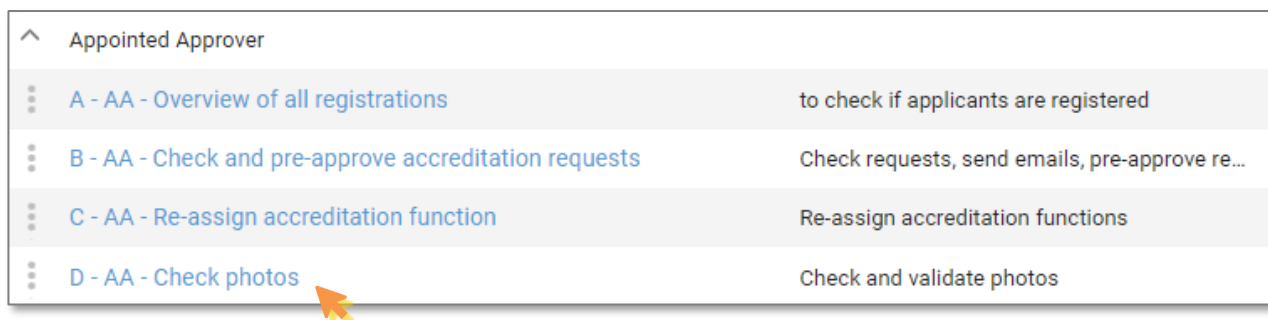 Appointed Approver
A - AA - Overview of all registrations to check if applicants are registered
B - AA - Check and pre-approve accreditation requests Check requests, send emails, pre-approve re...
C - AA - Re-assign accreditation function Re-assign accreditation functions
D - AA - Check photos Check and validate photos